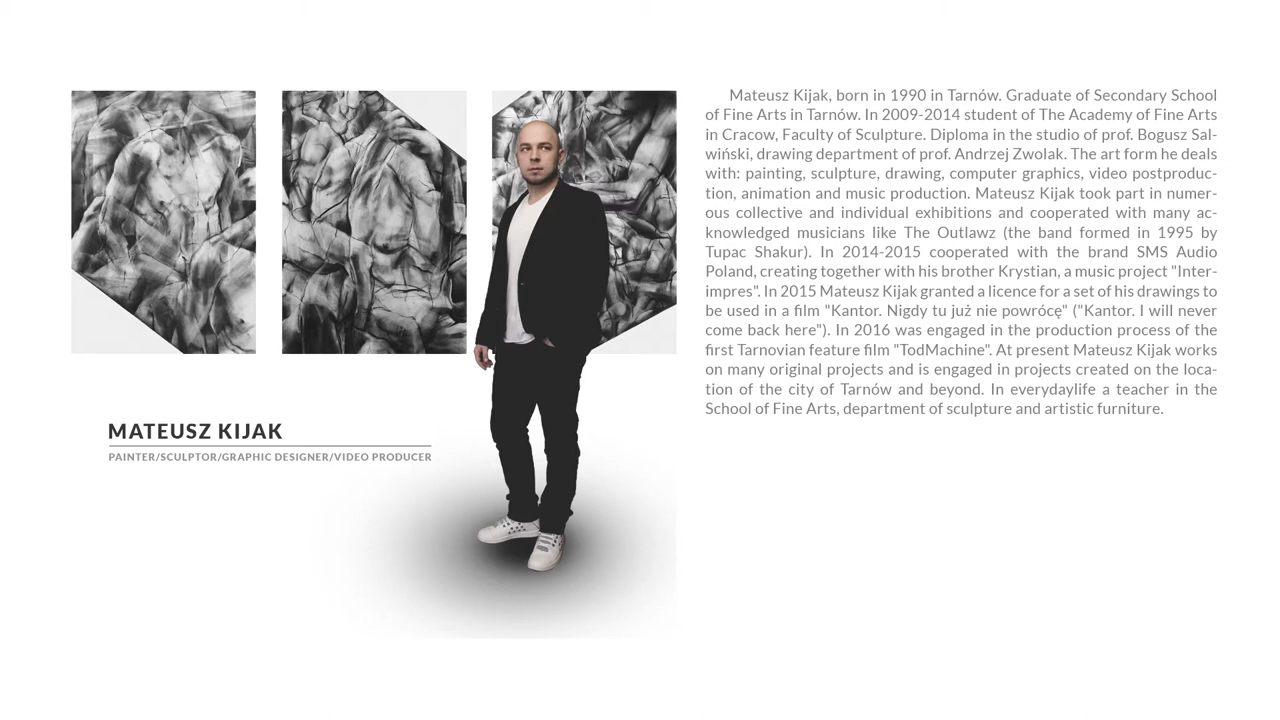 Mateusz Kijak, born in 1990 in Tarnów. Graduate of Secondary School
of Fine Arts in Tarnów. In 2009-2014 student of The Academy of Fine Arts
in Cracow, Faculty of Sculpture. Diploma in the studio of prof. Bogusz Sal-
wiński, drawing department of prof. Andrzej Zwolak. The art form he deals
with: painting, sculpture, drawing, computer graphics, video postproduc-
tion, animation and music production. Mateusz Kijak took part in numer-
ous collective and individual exhibitions and cooperated with many ac-
knowledged musicians like The Outlawz (the band formed in 1995 by
Tupac Shakur). In 2014-2015 cooperated with the brand SMS Audio
Poland, creating together with his brother Krystian, a music project "Inter-
impres". In 2015 Mateusz Kijak granted a licence for a set of his drawings to
be used in a film "Kantor. Nigdy tu już nie powrócę" ("Kantor. I will never
come back here"). In 2016 was engaged in the production process of the
first Tarnovian feature film "TodMachine". At present Mateusz Kijak works
on many original projects and is engaged in projects created on the loca-
tion of the city of Tarnów and beyond. In everydaylife a teacher in the
School of Fine Arts, department of sculpture and artistic furniture.
MATEUSZ KIJAK
PAINTER/SCULPTOR/GRAPHIC DESIGNER/VIDEO PRODUCER